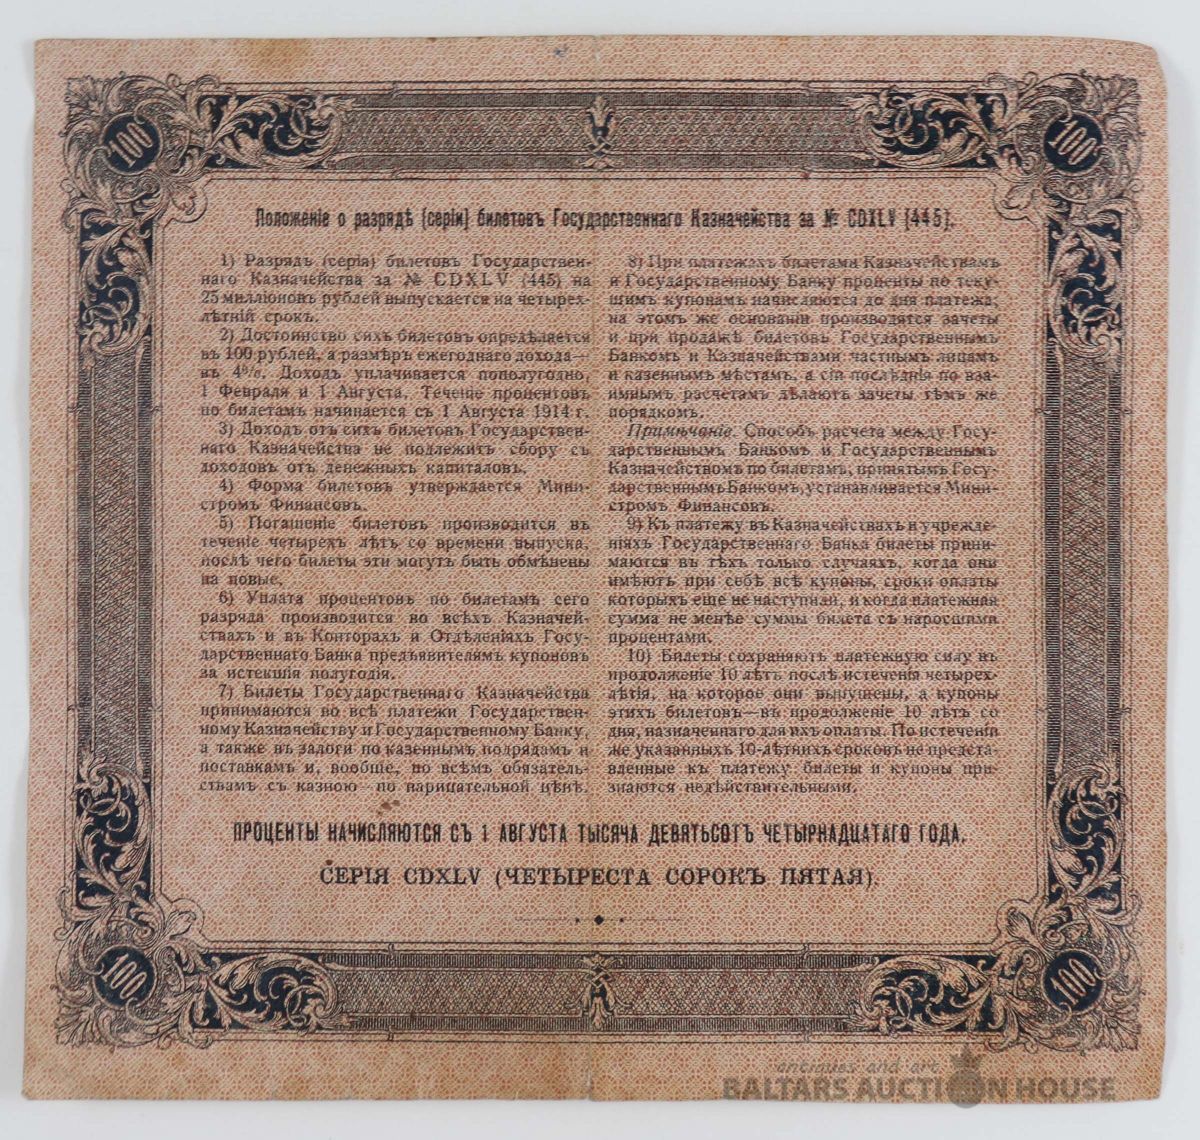 100
100
Положеніе о разрядѣ [серіи] билетовъ Государственнаго Казначейства за № CDXLV [445].
1) Разрядъ (серія) билетовъ Государствен-
наго Казначейства за № CDXLV (445) на
25 милліоновъ рублей выпускается на четырех-
лѣтній срокъ.
2) Достоинство сихъ билетовъ опредѣляется
въ 100 рублей, а размѣръ ежегоднаго дохода—
въ 4%. Доходъ уплачивается пополугодно,
1 Февраля и 1 Августа. Теченіе процентовъ
по билетамъ начинается съ 1 Августа 1914 г.
3) Доходъ отъ сихъ билетовъ Государствен-
наго Казначейства не подлежитъ сбору съ
доходовъ отъ денежныхъ капиталовъ.
4) Форма билетовъ утверждается Мини-
стромъ Финансовъ.
5) Погашеніе билетовъ производится въ
теченіе четырехъ лѣтъ со времени выпуска,
послѣ чего билеты эти могутъ быть обмѣнены
на новые.
6) Уплата процентовъ по билетамъ сего
разряда производится во всѣхъ Казначей-
ствахъ и въ Конторахъ и Отдѣленіяхъ Госу-
дарственнаго Банка предъявителямъ купоновъ
за истекшія полугодія.
7) Билеты Государственнаго Казначейства
принимаются во всѣ платежи Государствен-
ному Казначейству и Государственному Банку,
а также въ залоги по казеннымъ подрядамъ и
поставкамъ и, вообще, по всѣмъ обязатель-
ствамъ съ казною—по нарицательной цѣнѣ.
8) При платежахъ билетами Казначействамъ
и Государственному Банку проценты по теку-
щимъ купонамъ начисляются до дня платежа;
на этомъ же основаніи производятся зачеты
и при продажѣ билетовъ Государственнымъ
Банкомъ и Казначействами частнымъ лицамъ
и казеннымъ мѣстамъ, а сіи послѣднія по вза-
имнымъ расчетамъ дѣлаютъ зачеты тѣмъ же
порядкомъ.
Примѣчаніе. Способъ расчета между Госу-
дарственнымъ Банкомъ и Государственнымъ
Казначействомъ по билетамъ, принятымъ Госу-
дарственнымъ Банкомъ, устанавливается Мини-
стромъ Финансовъ.
9) Къ платежу въ Казначействахъ и учрежде-
ніяхъ Государственнаго Банка билеты прини-
маются въ тѣхъ только случаяхъ, когда они
имѣютъ при себѣ всѣ купоны, сроки оплаты
которыхъ еще не наступили, и когда платежная
сумма не менѣе суммы билета съ наросшими
процентами.
10) Билеты сохраняютъ платежную силу въ
продолженіе 10 лѣтъ послѣ истеченія четырех-
лѣтія, на которое они выпущены, а купоны
этихъ билетовъ—въ продолженіе 10 лѣтъ со
дня, назначеннаго для ихъ оплаты. По истеченіи
же указанныхъ 10-лѣтнихъ сроковъ не предста-
вленные къ платежу билеты и купоны при-
знаются недѣйствительными.
ПРОЦЕНТЫ НАЧИСЛЯЮТСЯ СЪ 1 АВГУСТА ТЫСЯЧА ДЕВЯТЬСОТЪ ЧЕТЫРНАДЦАТАГО ГОДА.
СЕРІЯ CDXLV (ЧЕТЫРЕСТА СОРОКЪ ПЯТАЯ).
100
100
antiques and art
BALTARS AUCTION HOUSE